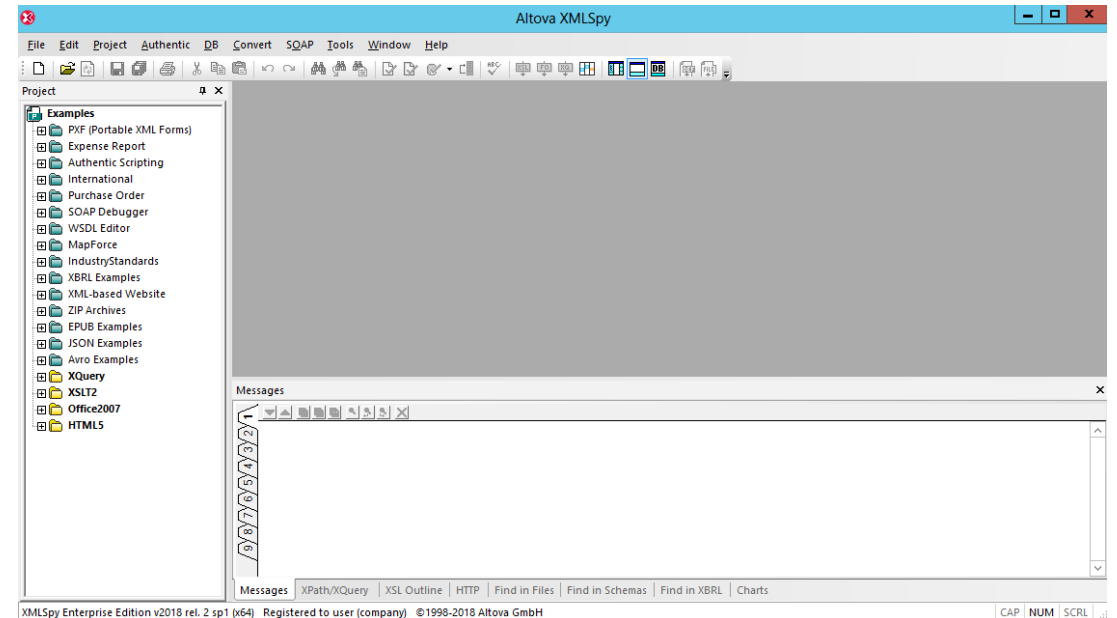 Altova XMLSpy
File Edit Project Authentic DB Convert SOAP Tools Window Help
Project
Examples
PXF (Portable XML Forms)
Expense Report
Authentic Scripting
International
Purchase Order
SOAP Debugger
WSDL Editor
MapForce
IndustryStandards
XBRL Examples
XML-based Website
ZIP Archives
EPUB Examples
JSON Examples
Avro Examples
XQuery
XSLT2
Office2007
HTML5
Messages
1
2
3
4
5
6
7
8
9
Messages XPath/XQuery XSL Outline HTTP Find in Files Find in Schemas Find in XBRL Charts
XMLSpy Enterprise Edition v2018 rel. 2 sp1 (x64) Registered to user (company) ©1998-2018 Altova GmbH CAP NUM SCRL